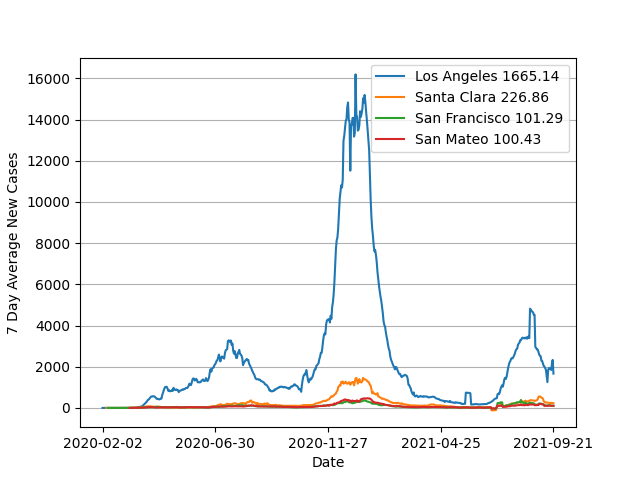 16000
14000
12000
10000
8000
6000
4000
2000
0
7 Day Average New Cases
Los Angeles 1665.14
Santa Clara 226.86
San Francisco 101.29
San Mateo 100.43
2020-02-02 2020-06-30 2020-11-27 2021-04-25 2021-09-21
Date